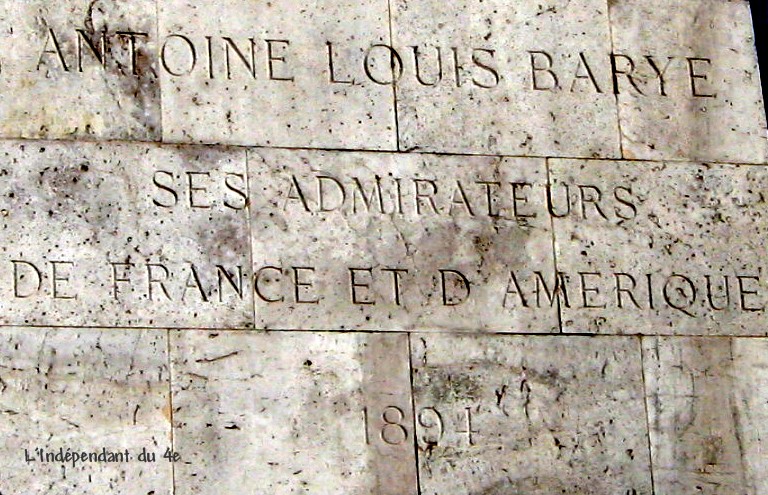 ANTOINE LOUIS BARYE
SES ADMIRATEURS
DE FRANCE ET D AMERIQUE
1894
L'Indépendant du 4e